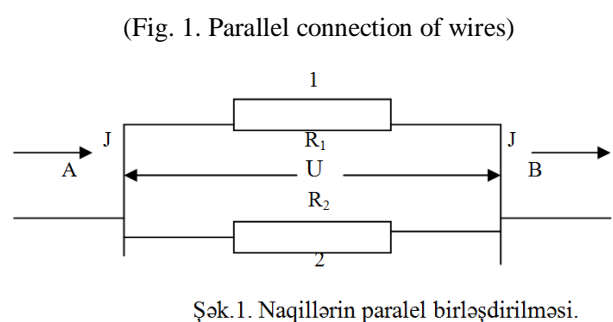 (Fig. 1. Parallel connection of wires)
1
J R₁ J
A U B
R₂
2
Şək.1. Naqillərin paralel birləşdirilməsi.